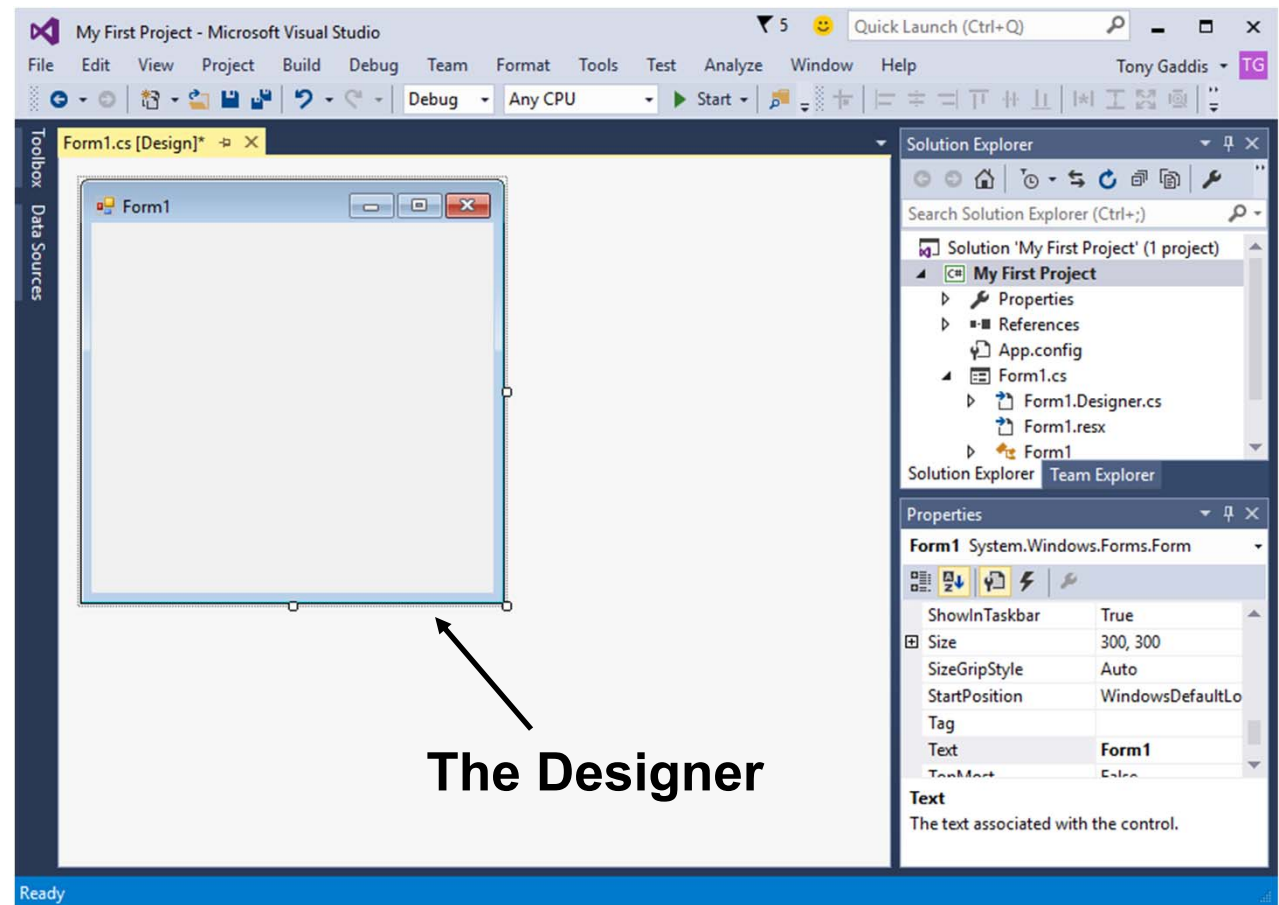 My First Project - Microsoft Visual Studio
5
Quick Launch (Ctrl+Q)
File Edit View Project Build Debug Team Format Tools Test Analyze Window Help
Tony Gaddis
TG
Debug
Any CPU
Start
Toolbox
Data Sources
Form1.cs [Design]*
Form1
The Designer
Solution Explorer
Search Solution Explorer (Ctrl+;)
Solution 'My First Project' (1 project)
C# My First Project
Properties
References
App.config
Form1.cs
Form1.Designer.cs
Form1.resx
Form1
Solution Explorer Team Explorer
Properties
Form1 System.Windows.Forms.Form
ShowInTaskbar True
Size 300, 300
SizeGripStyle Auto
StartPosition WindowsDefaultLo
Tag
Text Form1
TopMost False
Text
The text associated with the control.
Ready